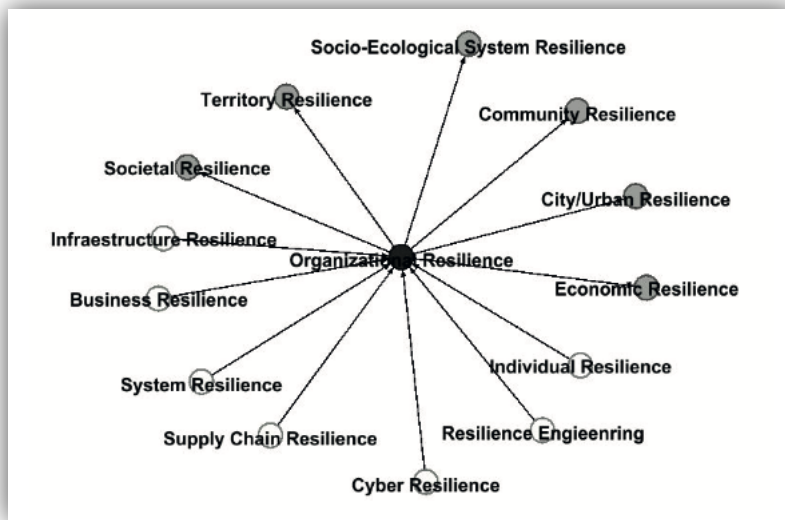 Socio-Ecological System Resilience
Territory Resilience
Community Resilience
Societal Resilience
City/Urban Resilience
Infraestructure Resilience
Organizational Resilience
Business Resilience
Economic Resilience
Individual Resilience
System Resilience
Supply Chain Resilience
Resilience Engieenring
Cyber Resilience